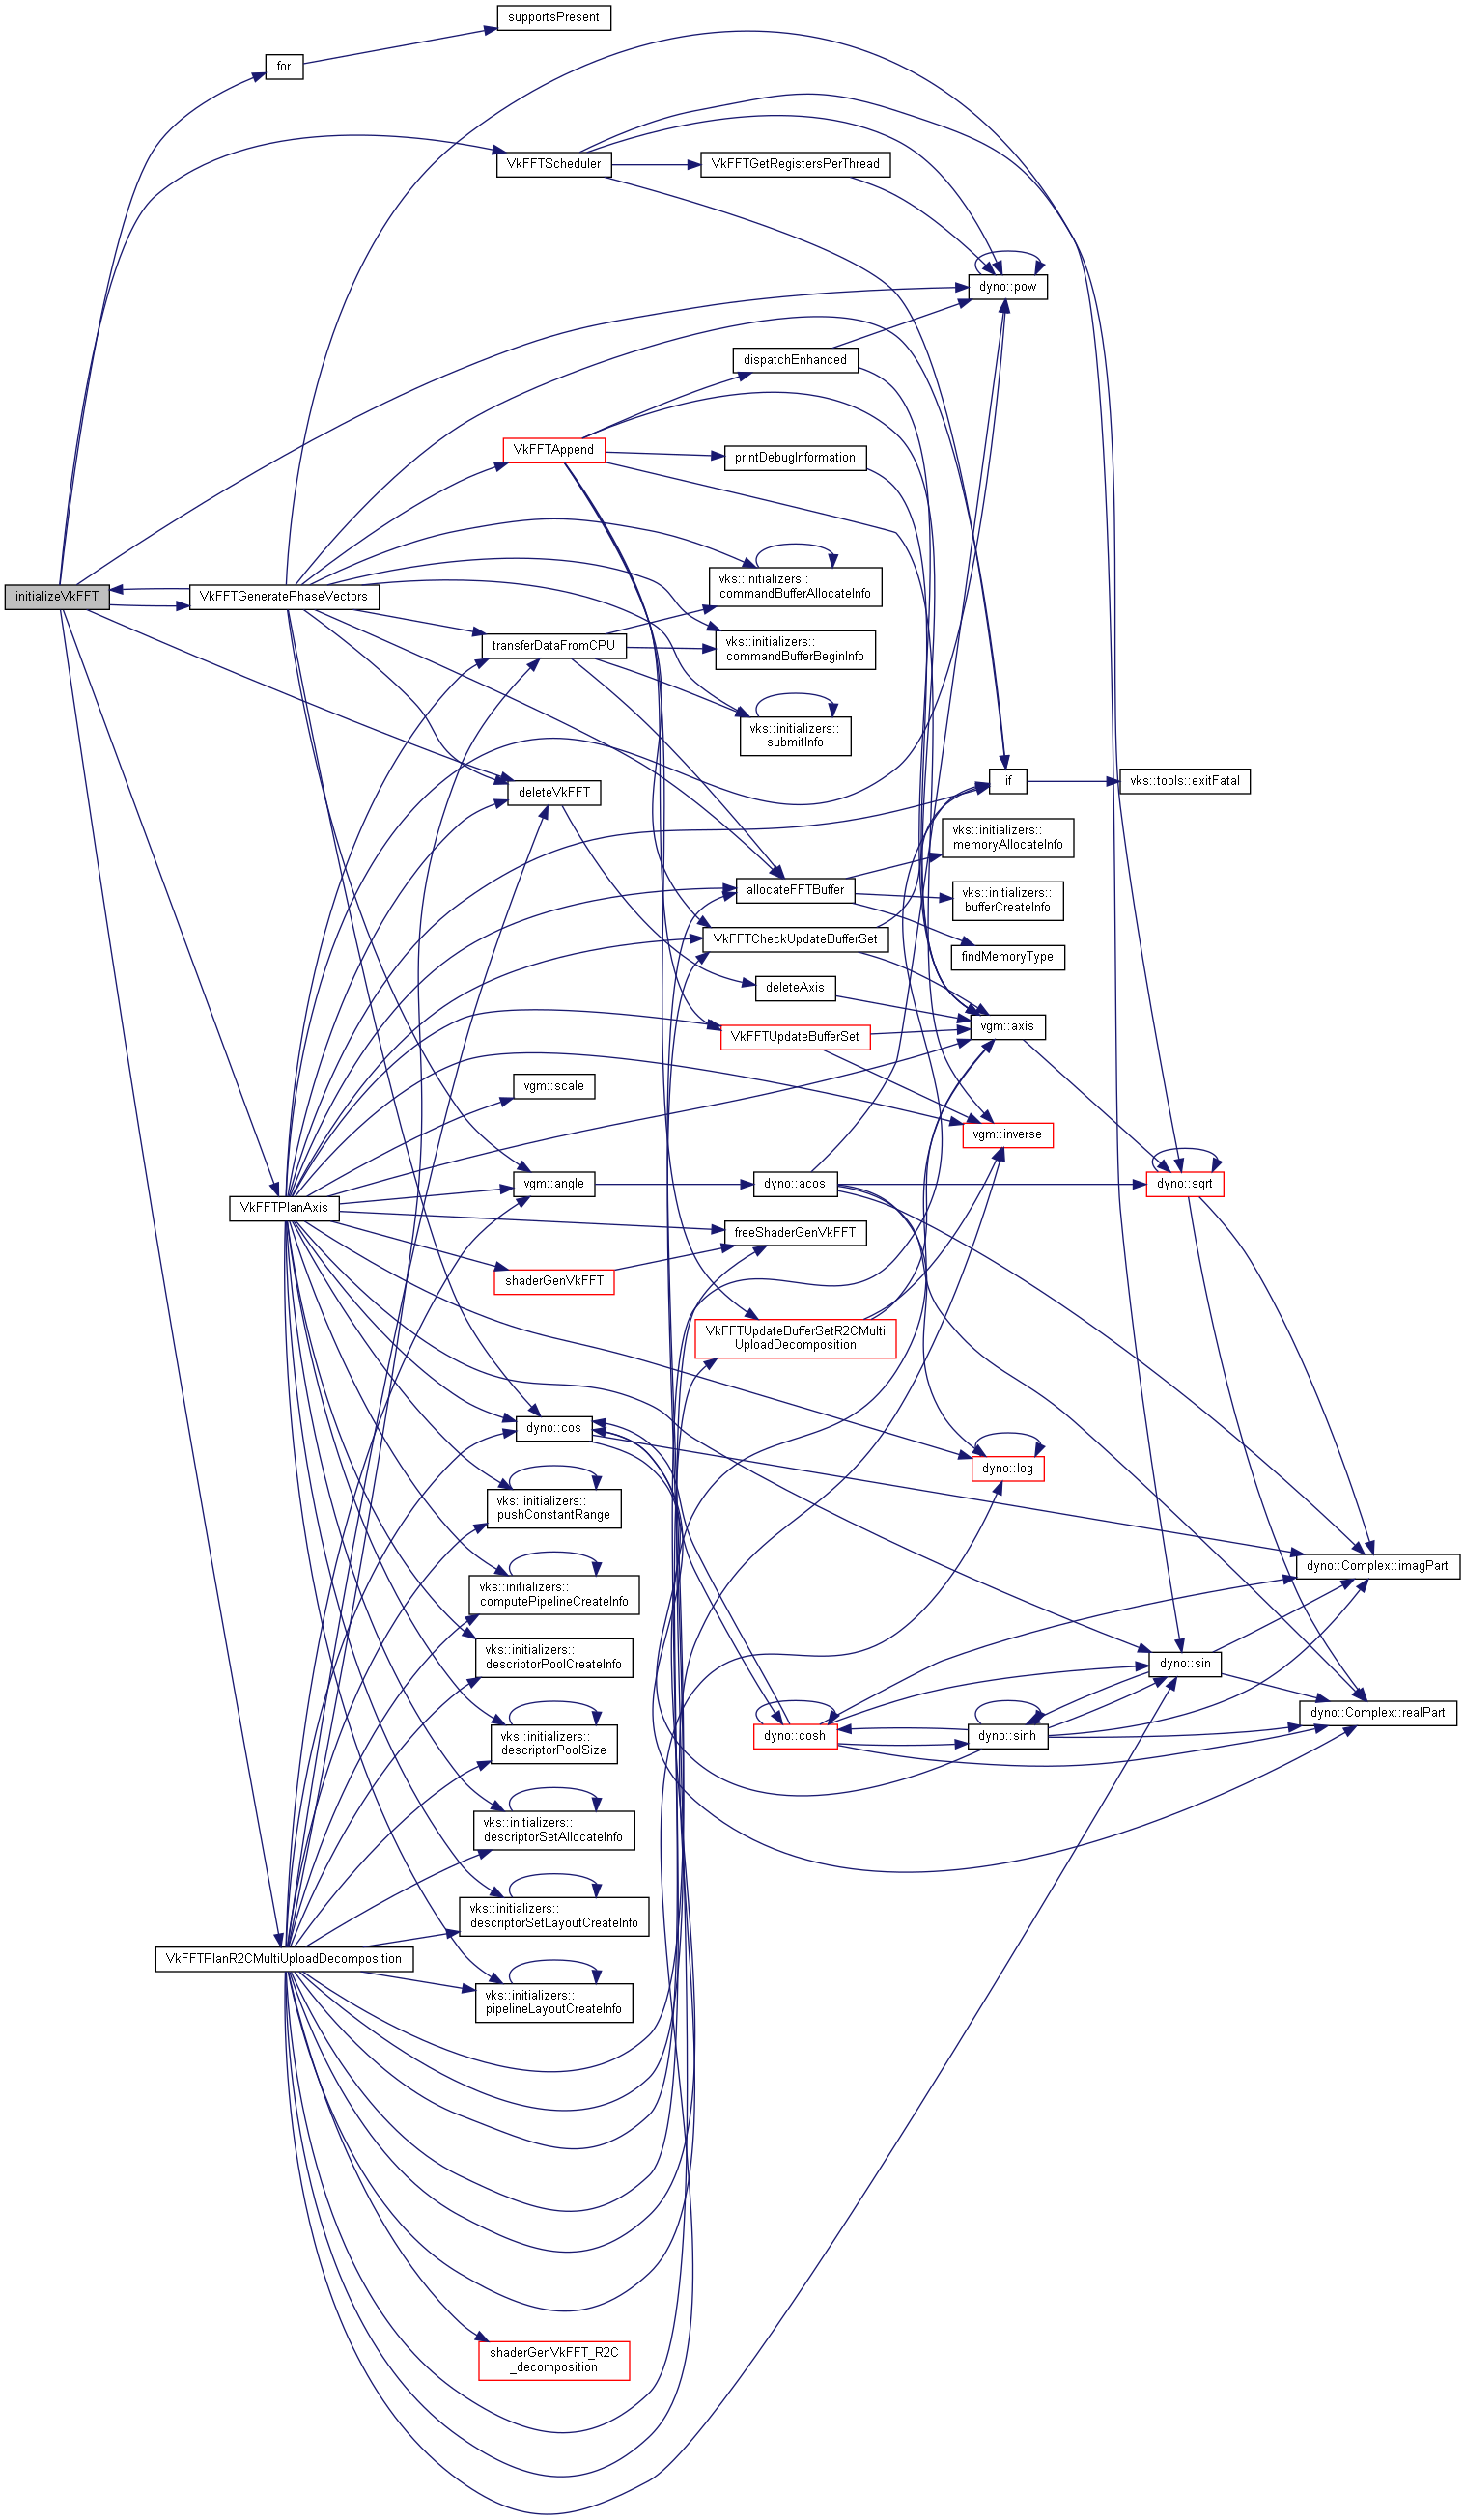 supportsPresent
for
VkFFTScheduler
VkFFTGetRegistersPerThread
dyno::pow
dispatchEnhanced
VkFFTAppend
printDebugInformation
initializeVkFFT
VkFFTGeneratePhaseVectors
vks::initializers::
commandBufferAllocateInfo
transferDataFromCPU
vks::initializers::
commandBufferBeginInfo
vks::initializers::
submitInfo
deleteVkFFT
if
vks::tools::exitFatal
vks::initializers::
memoryAllocateInfo
allocateFFTBuffer
vks::initializers::
bufferCreateInfo
VkFFTCheckUpdateBufferSet
findMemoryType
deleteAxis
VkFFTUpdateBufferSet
vgm::axis
vgm::scale
vgm::inverse
vgm::angle
dyno::acos
dyno::sqrt
VkFFTPlanAxis
freeShaderGenVkFFT
shaderGenVkFFT
VkFFTUpdateBufferSetR2CMulti
UploadDecomposition
dyno::cos
dyno::log
vks::initializers::
pushConstantRange
dyno::Complex::imagPart
vks::initializers::
computePipelineCreateInfo
vks::initializers::
descriptorPoolCreateInfo
dyno::sin
dyno::Complex::realPart
vks::initializers::
descriptorPoolSize
dyno::cosh
dyno::sinh
vks::initializers::
descriptorSetAllocateInfo
vks::initializers::
descriptorSetLayoutCreateInfo
VkFFTPlanR2CMultiUploadDecomposition
vks::initializers::
pipelineLayoutCreateInfo
shaderGenVkFFT_R2C
_decomposition